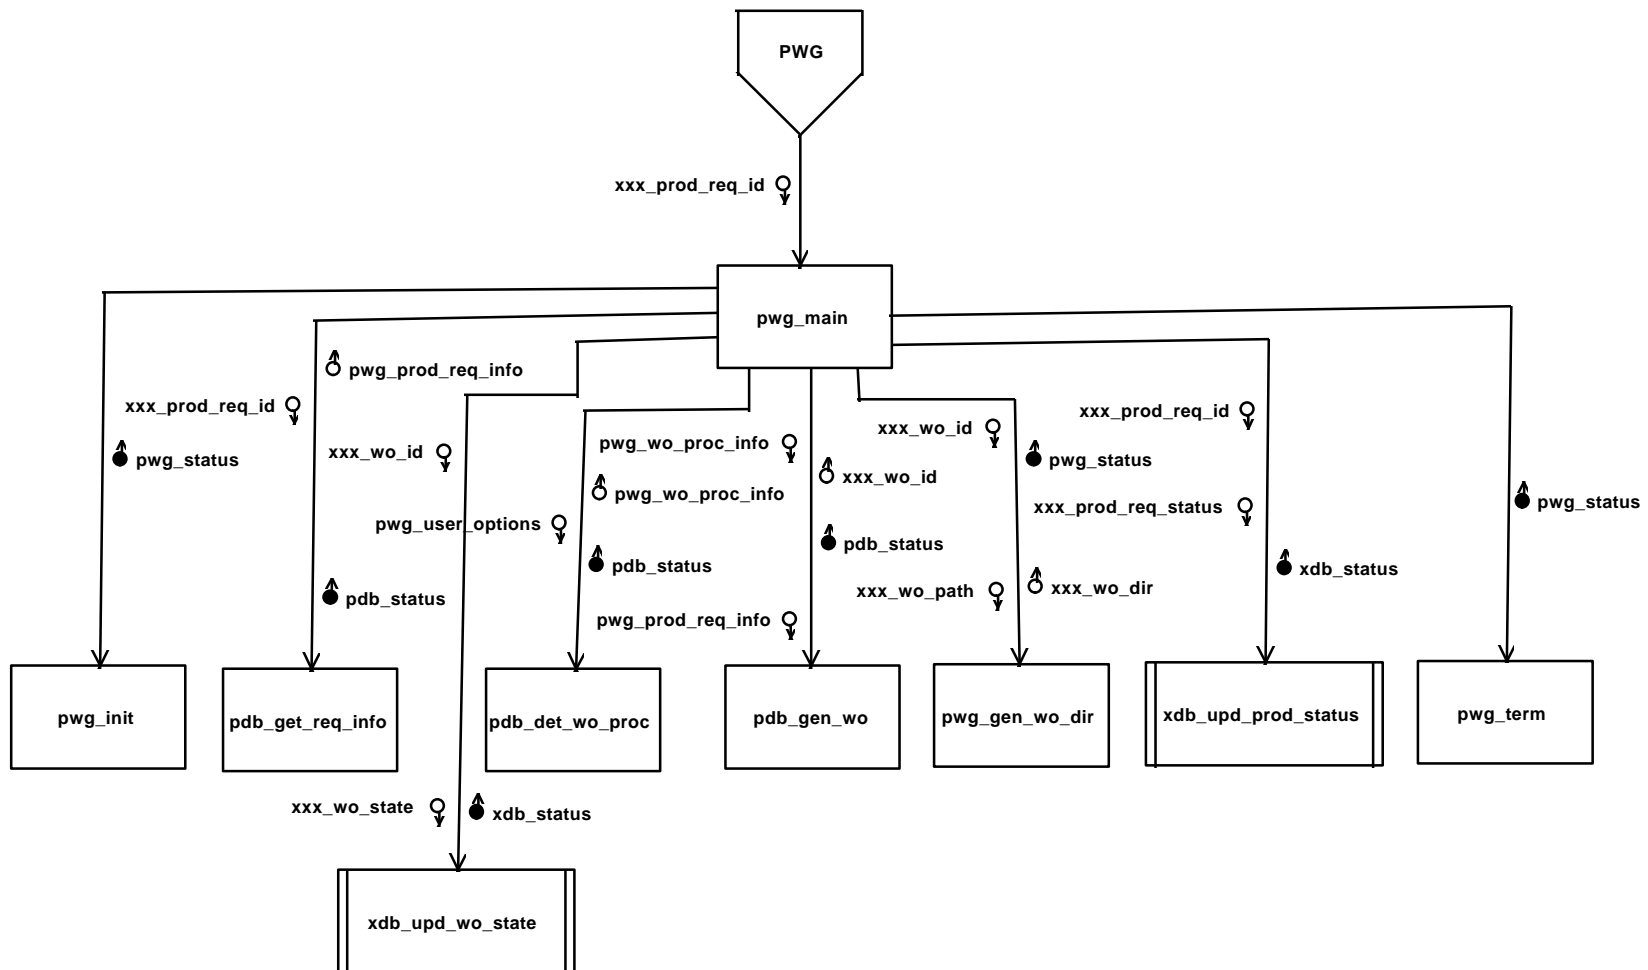 PWG
xxx_prod_req_id
pwg_main
pwg_prod_req_info
xxx_prod_req_id
pwg_status
xxx_wo_id
pwg_wo_proc_info
pwg_wo_proc_info
pwg_user_options
pdb_status
pdb_status
xxx_wo_id
pdb_status
pwg_prod_req_info
xxx_wo_id
pwg_status
xxx_wo_path
xxx_wo_dir
xxx_prod_req_id
xxx_prod_req_status
xdb_status
pwg_status
pwg_init
pdb_get_req_info
pdb_det_wo_proc
pdb_gen_wo
pwg_gen_wo_dir
xdb_upd_prod_status
pwg_term
xxx_wo_state
xdb_status
xdb_upd_wo_state